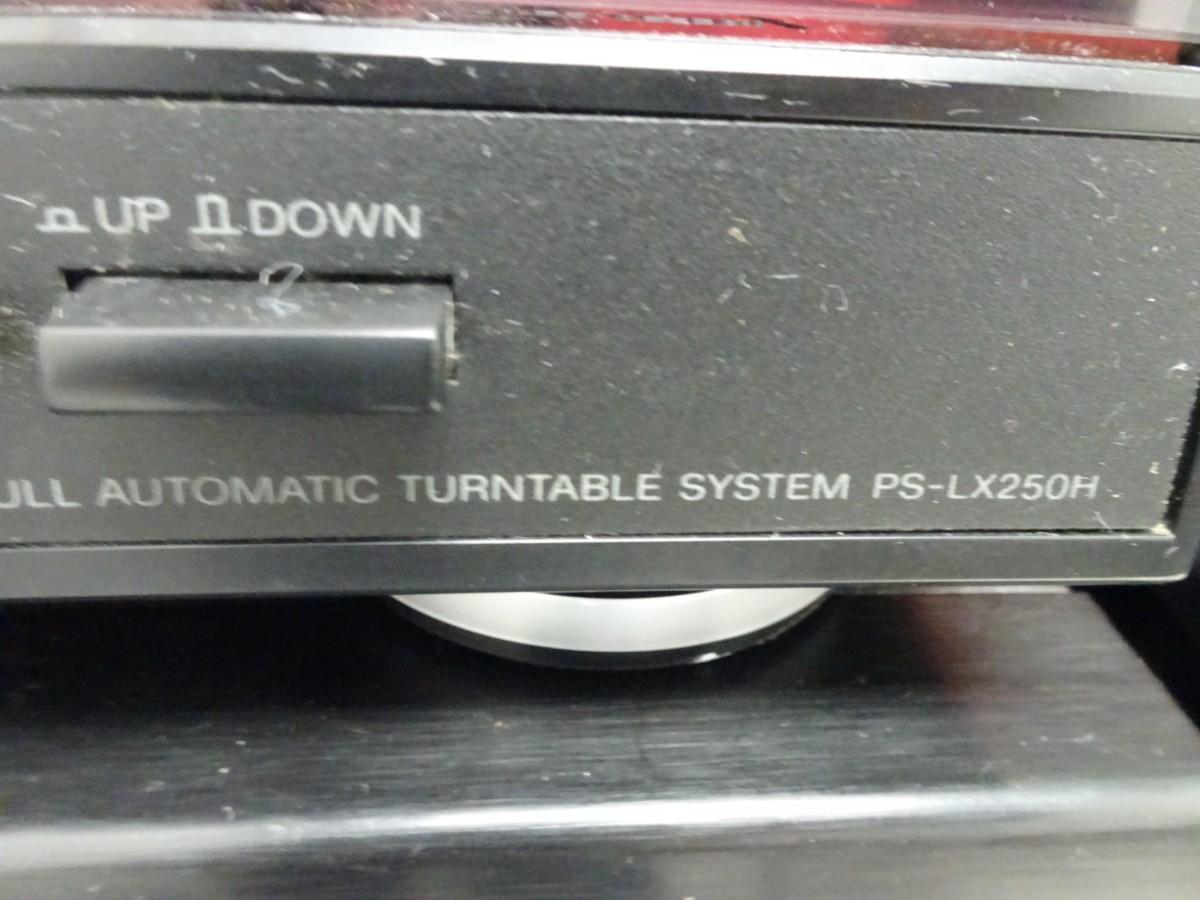 UP DOWN
ULL AUTOMATIC TURNTABLE SYSTEM PS-LX250H